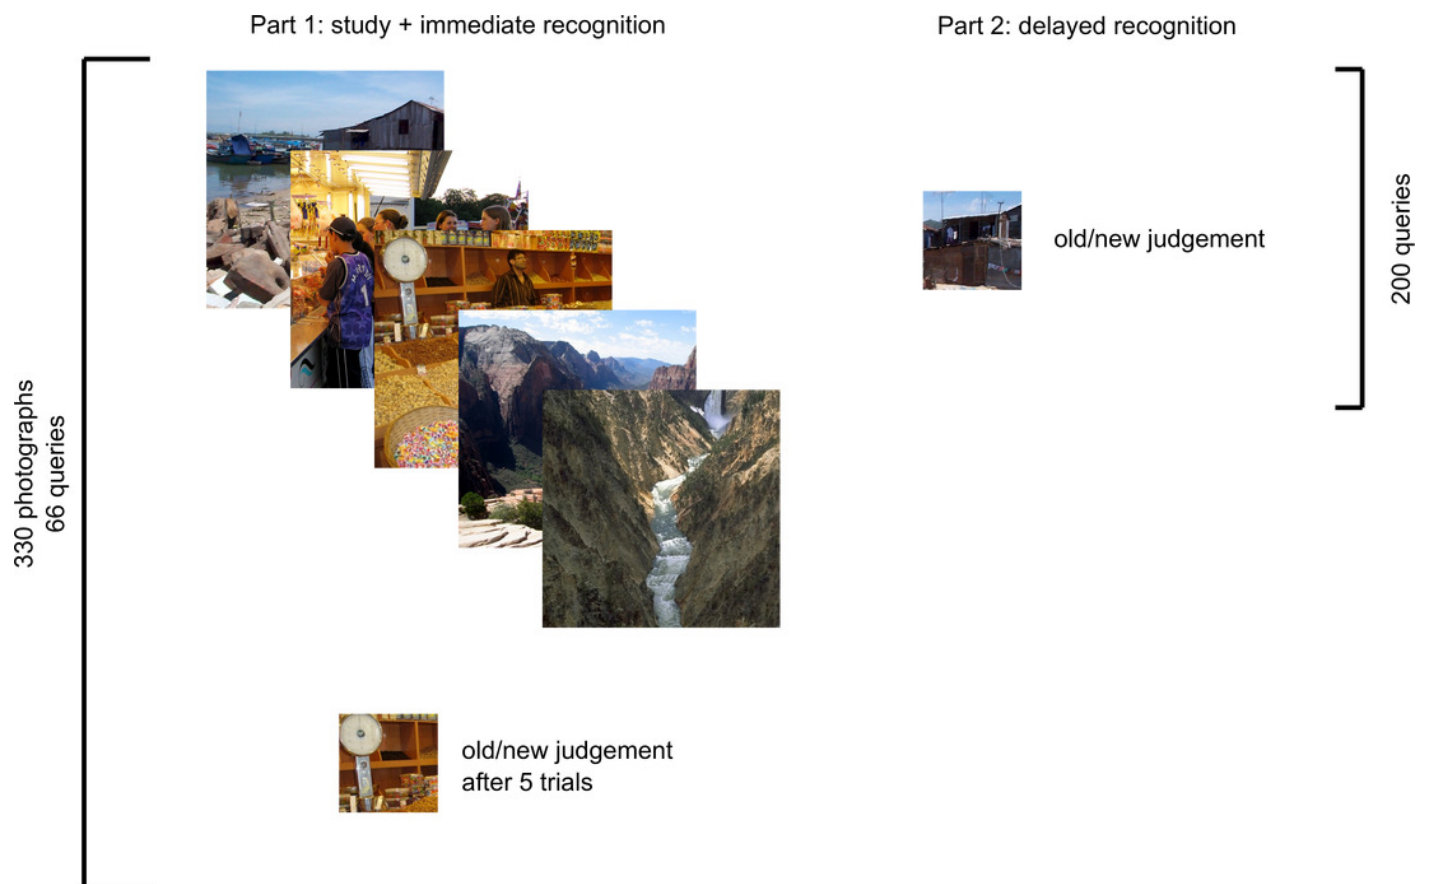 Part 1: study + immediate recognition
Part 2: delayed recognition
330 photographs
66 queries
old/new judgement
200 queries
old/new judgement
after 5 trials